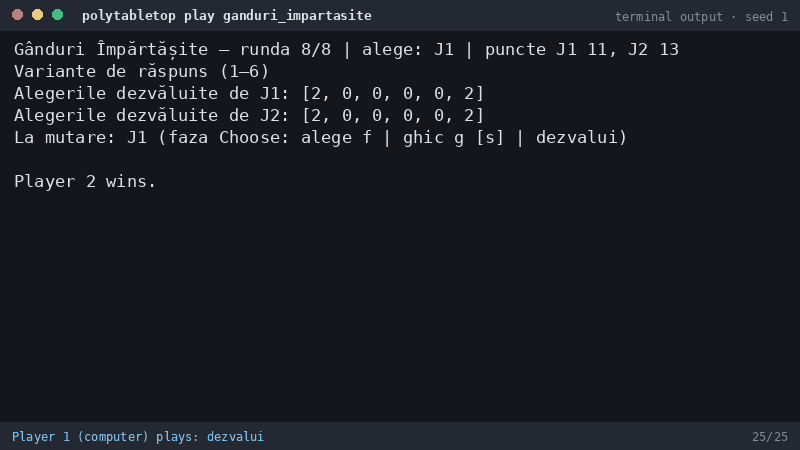 polytabletop play ganduri_impartasite
terminal output · seed 1
Gânduri Împărtășite — runda 8/8 | alege: J1 | puncte J1 11, J2 13
Variante de răspuns (1–6)
Alegerile dezvăluite de J1: [2, 0, 0, 0, 0, 2]
Alegerile dezvăluite de J2: [2, 0, 0, 0, 0, 2]
La mutare: J1 (faza Choose: alege f | ghic g [s] | dezvalui)
Player 2 wins.
Player 1 (computer) plays: dezvalui
25/25